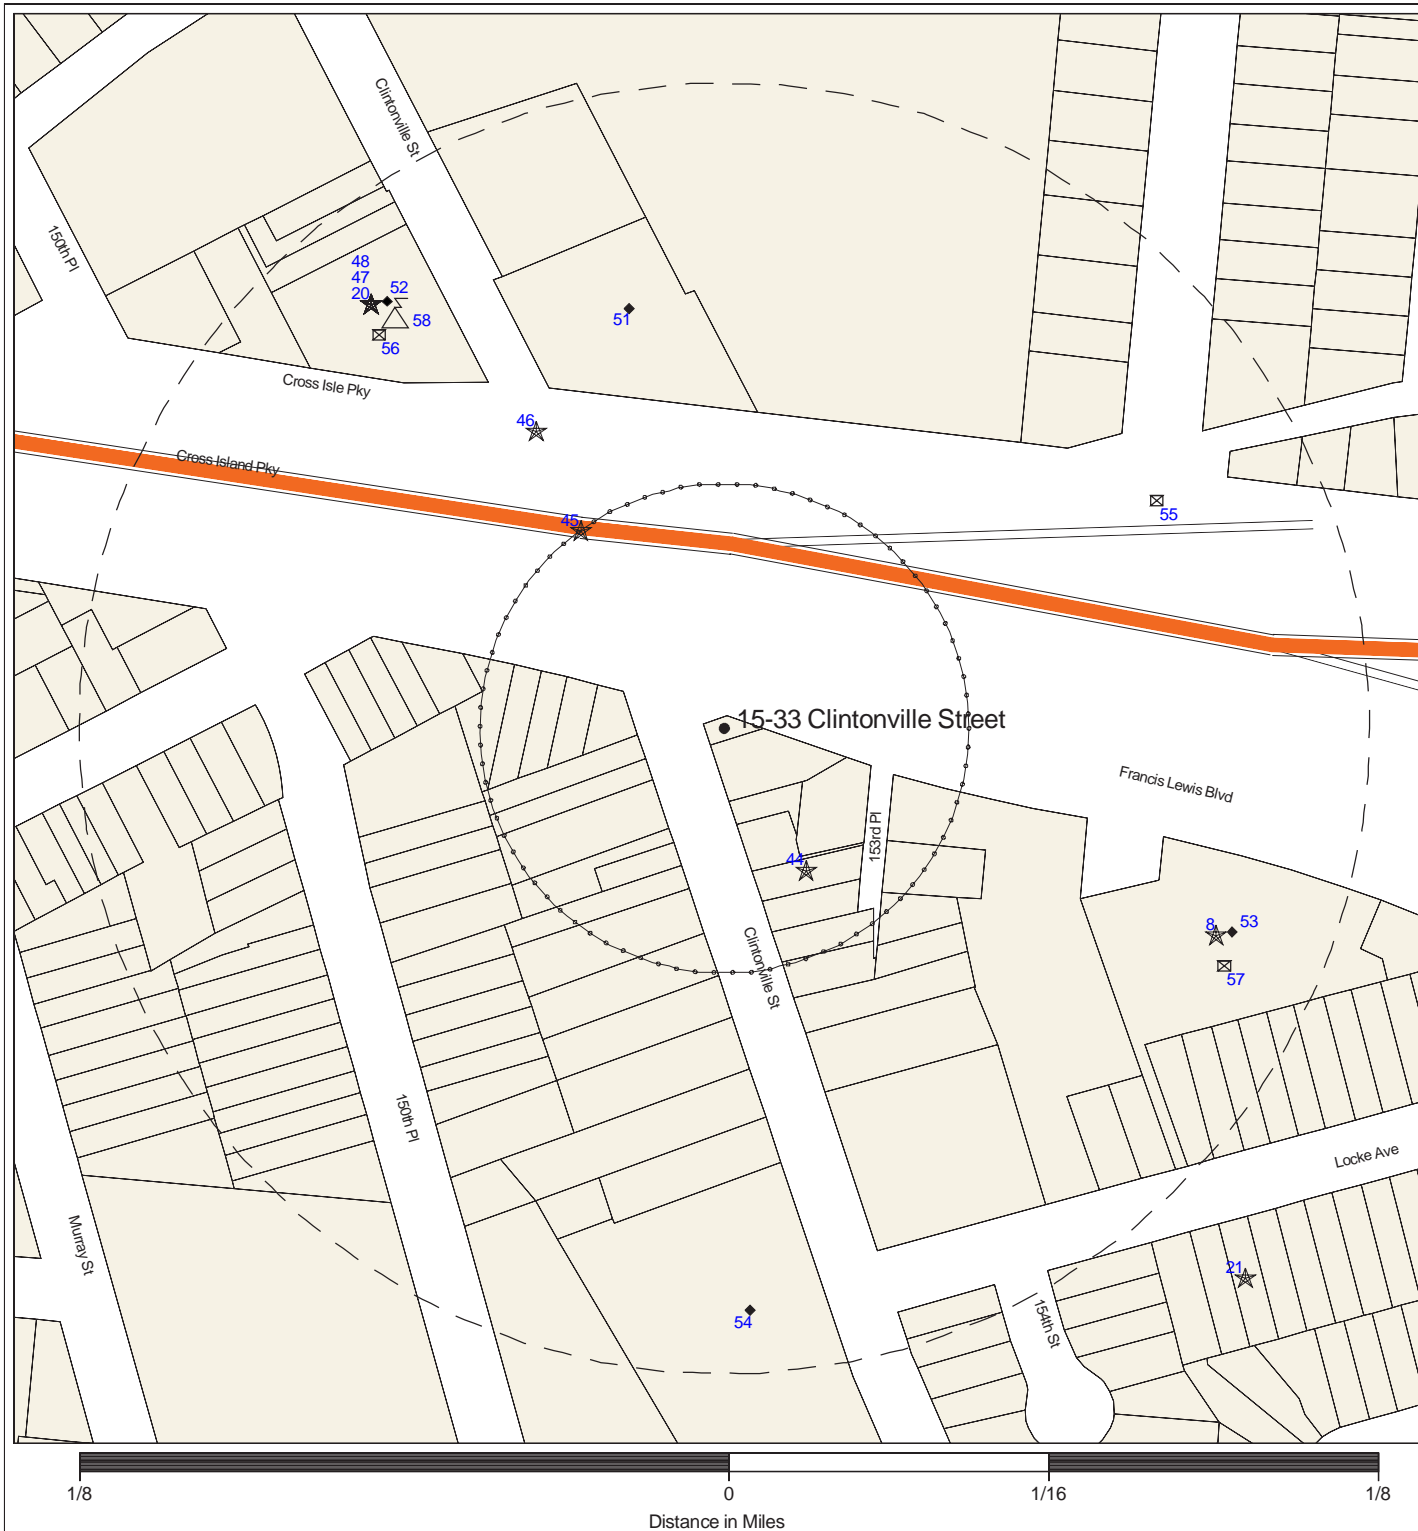 Clintonville St
150th Pl
48
47
20
52
58
56
51
Cross Isle Pky
46
Cross Island Pky
45
55
15-33 Clintonville Street
Francis Lewis Blvd
153rd Pl
44
8
53
57
Clintonville St
150th Pl
Locke Ave
Murray St
21
154th St
54
1/8
0
1/16
1/8
Distance in Miles